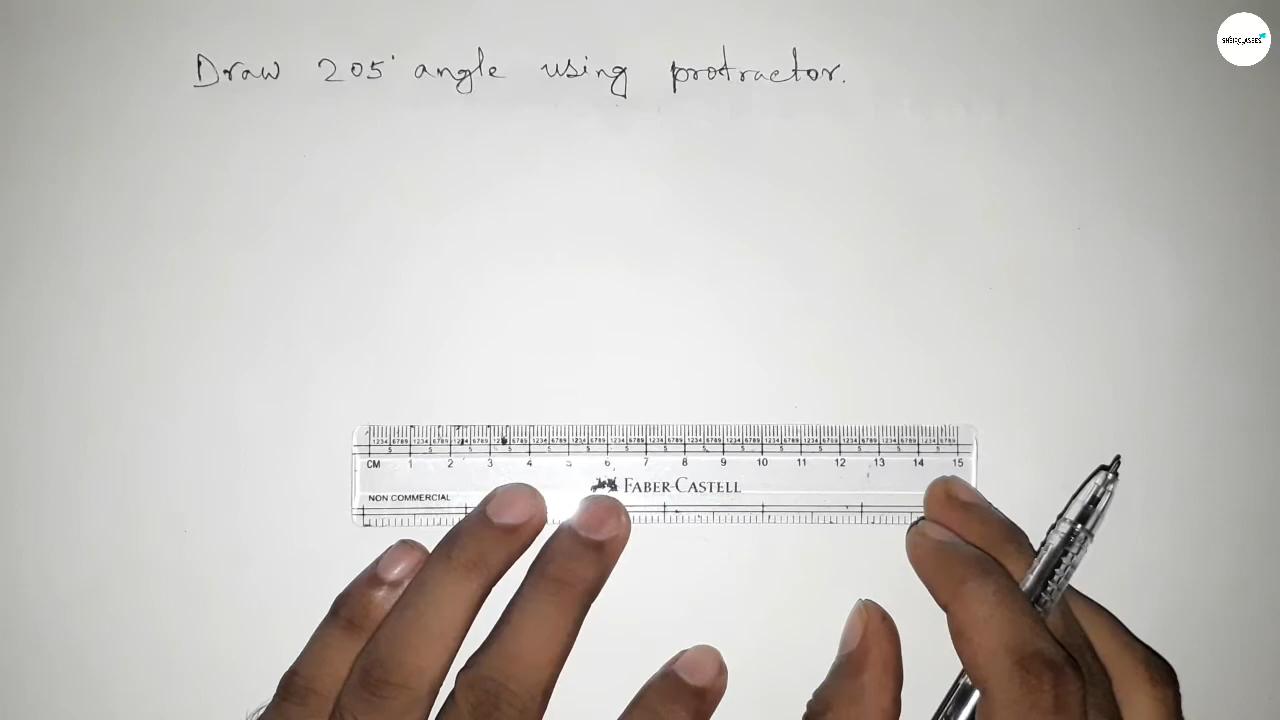 Draw 205° angle using protractor.
SHSIRCLASSES
CM 1 2 3 4 5 6 7 8 9 10 11 12 13 14 15
FABER-CASTELL
NON COMMERCIAL